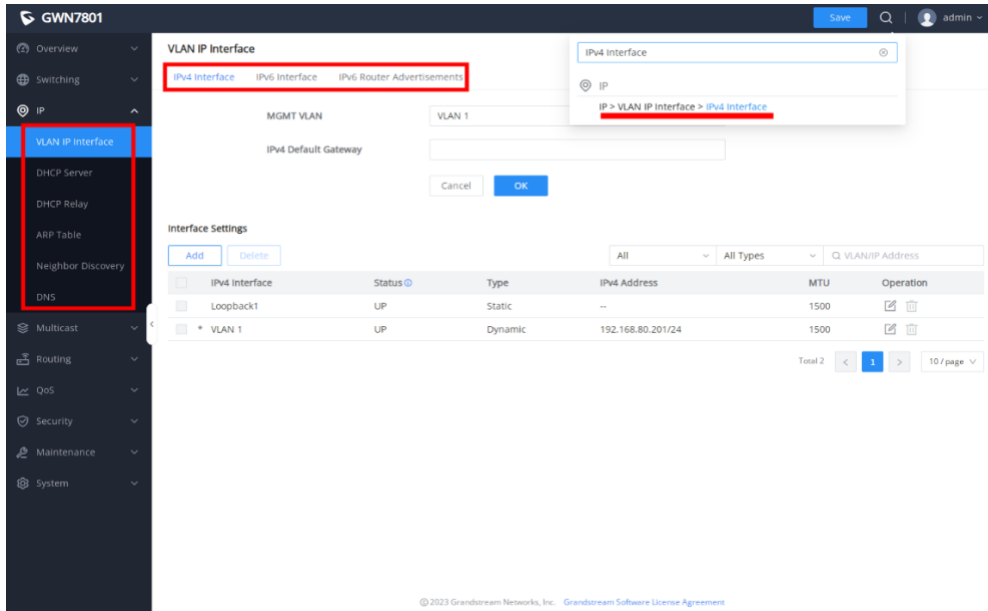 GWN7801
Save
admin
Overview
Switching
IP
VLAN IP Interface
DHCP Server
DHCP Relay
ARP Table
Neighbor Discovery
DNS
Multicast
Routing
QoS
Security
Maintenance
System
VLAN IP Interface
IPv4 Interface IPv6 Interface IPv6 Router Advertisements
IPv4 Interface
IP
IP > VLAN IP Interface > IPv4 Interface
MGMT VLAN VLAN 1
IPv4 Default Gateway
Cancel OK
Interface Settings
Add Delete All All Types VLAN/IP Address
IPv4 Interface Status Type IPv4 Address MTU Operation
Loopback1 UP Static -- 1500
* VLAN 1 UP Dynamic 192.168.80.201/24 1500
Total 2 < 1 > 10 / page
© 2023 Grandstream Networks, Inc. Grandstream Software License Agreement